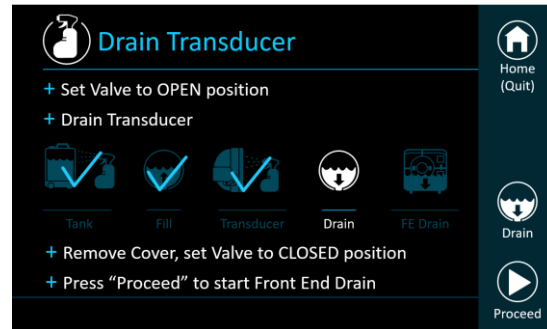 Drain Transducer
Home
(Quit)
+ Set Valve to OPEN position
+ Drain Transducer
Tank
Fill
Transducer
Drain
FE Drain
Drain
+ Remove Cover, set Valve to CLOSED position
+ Press “Proceed” to start Front End Drain
Proceed